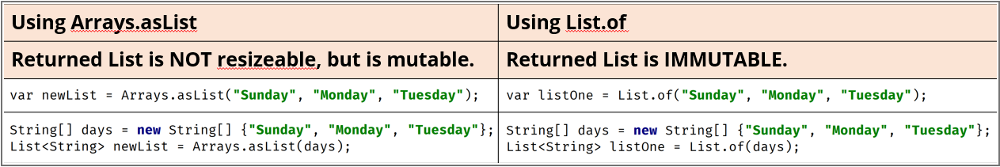 Using Arrays.asList
Using List.of
Returned List is NOT resizeable, but is mutable.
Returned List is IMMUTABLE.
var newList = Arrays.asList("Sunday", "Monday", "Tuesday");
var listOne = List.of("Sunday", "Monday", "Tuesday");
String[] days = new String[] {"Sunday", "Monday", "Tuesday"};
List<String> newList = Arrays.asList(days);
String[] days = new String[] {"Sunday", "Monday", "Tuesday"};
List<String> listOne = List.of(days);